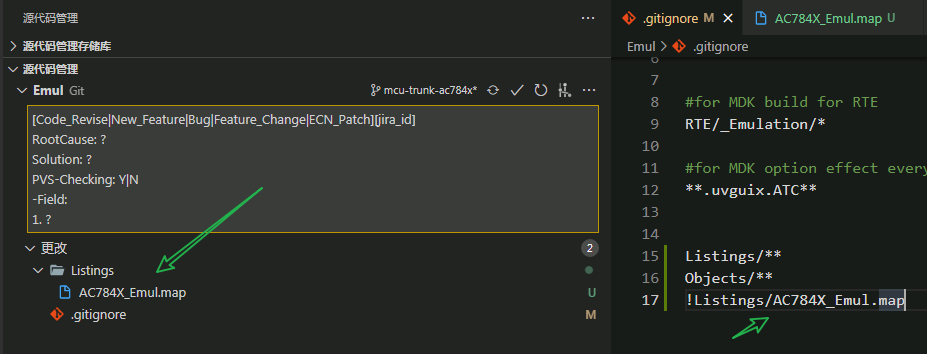 源代码管理
源代码管理存储库
源代码管理
Emul Git
mcu-trunk-ac784x*
[Code_Revise|New_Feature|Bug|Feature_Change|ECN_Patch][jira_id]
RootCause: ?
Solution: ?
PVS-Checking: Y|N
-Field:
1. ?
更改 2
Listings
AC784X_Emul.map U
.gitignore M
.gitignore M
AC784X_Emul.map U
Emul > .gitignore
6
7
8 #for MDK build for RTE
9 RTE/_Emulation/*
10
11 #for MDK option effect every
12 **.uvguix.ATC**
13
14
15 Listings/**
16 Objects/**
17 !Listings/AC784X_Emul.map